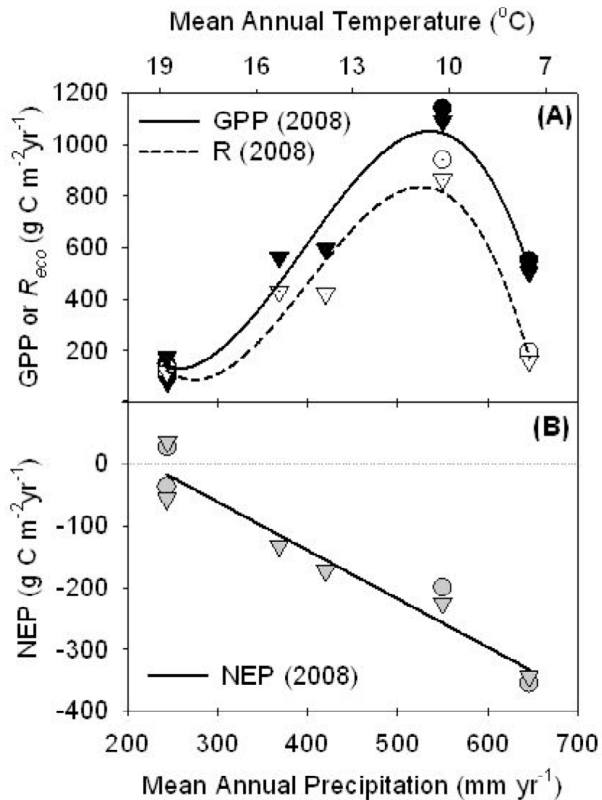 Mean Annual Temperature (⁰C)
19 16 13 10 7
1200
1000
800
600
400
200
GPP or R_eco (g C m⁻²yr⁻¹)
(A)
GPP (2008)
R (2008)
(B)
0
-100
-200
-300
-400
NEP (g C m⁻²yr⁻¹)
NEP (2008)
200 300 400 500 600 700
Mean Annual Precipitation (mm yr⁻¹)